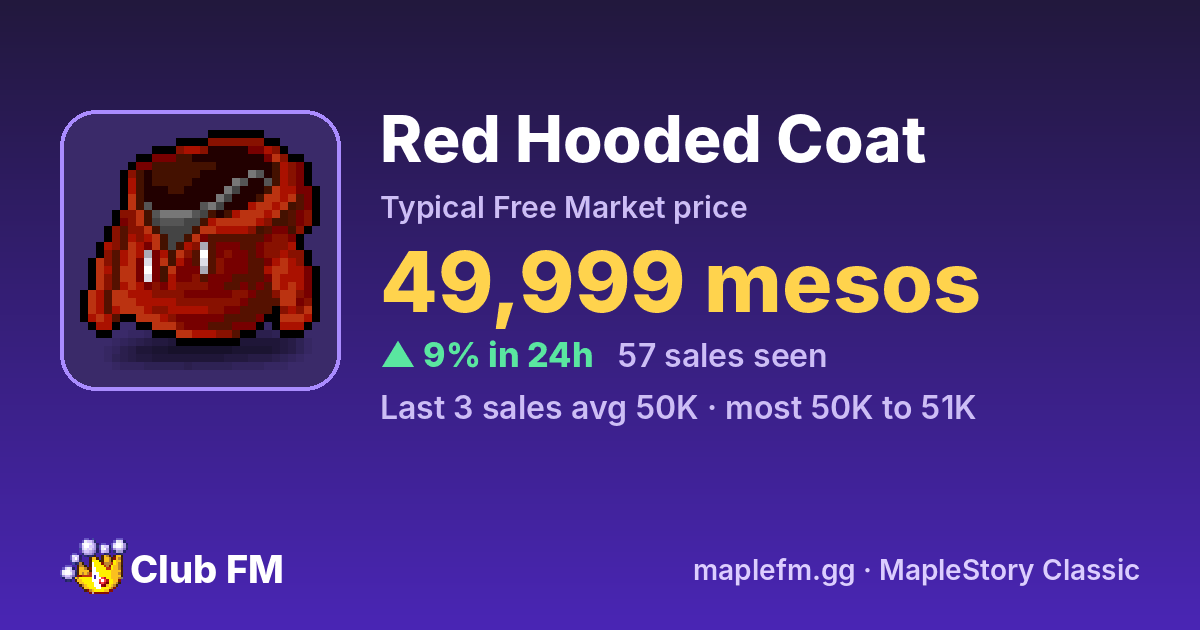 Red Hooded Coat
Typical Free Market price
49,999 mesos
▲ 9% in 24h 57 sales seen
Last 3 sales avg 50K · most 50K to 51K
Club FM
maplefm.gg · MapleStory Classic